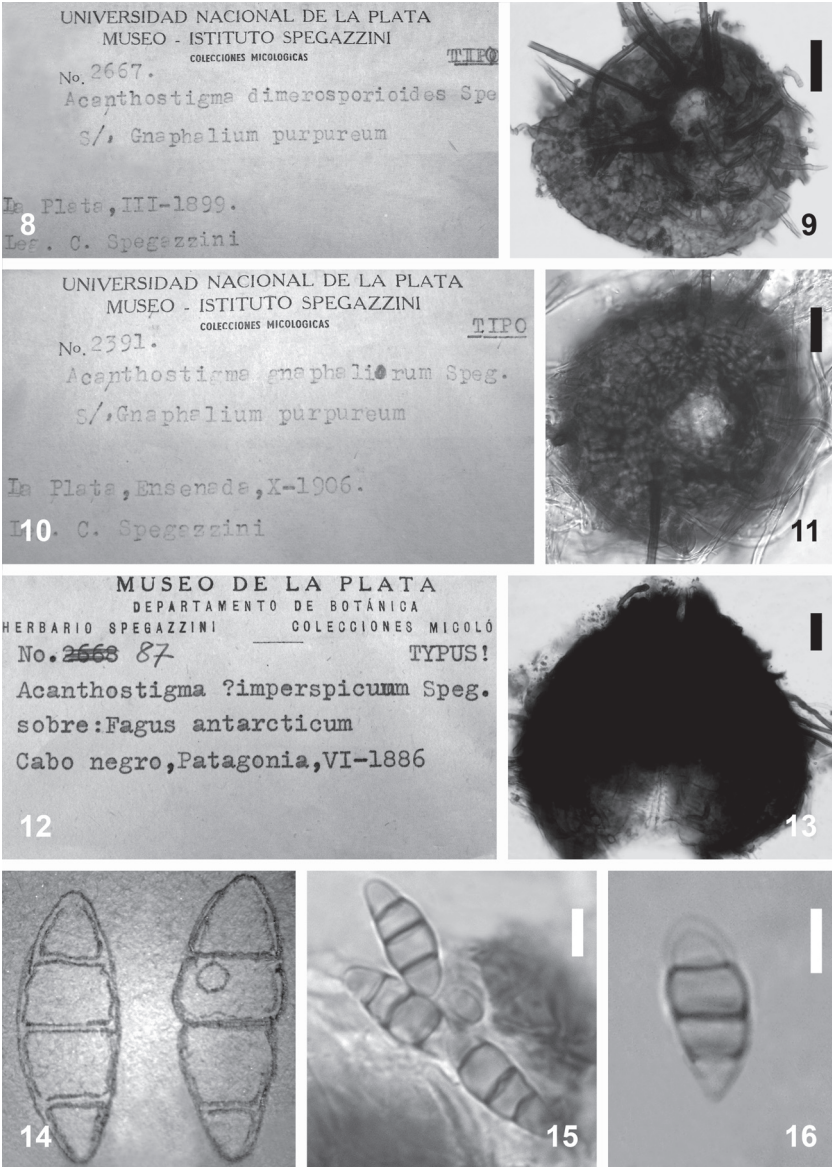 UNIVERSIDAD NACIONAL DE LA PLATA
MUSEO - ISTITUTO SPEGAZZINI
COLECCIONES MICOLOGICAS
TIPO
No. 2667.
Acanthostigma dimerosporioides Spe
S/, Gnaphalium purpureum
La Plata, III-1899.
Leg. C. Spegazzini
8
9
UNIVERSIDAD NACIONAL DE LA PLATA
MUSEO - ISTITUTO SPEGAZZINI
COLECCIONES MICOLOGICAS
TIPO
No. 2391.
Acanthostigma gnaphaliorum Speg.
S/, Gnaphalium purpureum
La Plata, Ensenada, X-1906.
C. Spegazzini
10
11
MUSEO DE LA PLATA
DEPARTAMENTO DE BOTÁNICA
HERBARIO SPEGAZZINI COLECCIONES MICOLÓ
No. 2668 87 TYPUS!
Acanthostigma ?imperspicuum Speg.
sobre:Fagus antarcticum
Cabo negro, Patagonia, VI-1886
12
13
14
15
16